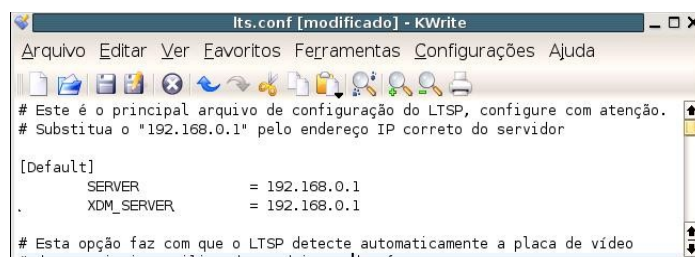 lts.conf [modificado] - KWrite
Arquivo Editar Ver Favoritos Ferramentas Configurações Ajuda
# Este é o principal arquivo de configuração do LTSP, configure com atenção.
# Substitua o "192.168.0.1" pelo endereço IP correto do servidor
[Default]
SERVER = 192.168.0.1
XDM_SERVER = 192.168.0.1
# Esta opção faz com que o LTSP detecte automaticamente a placa de vídeo